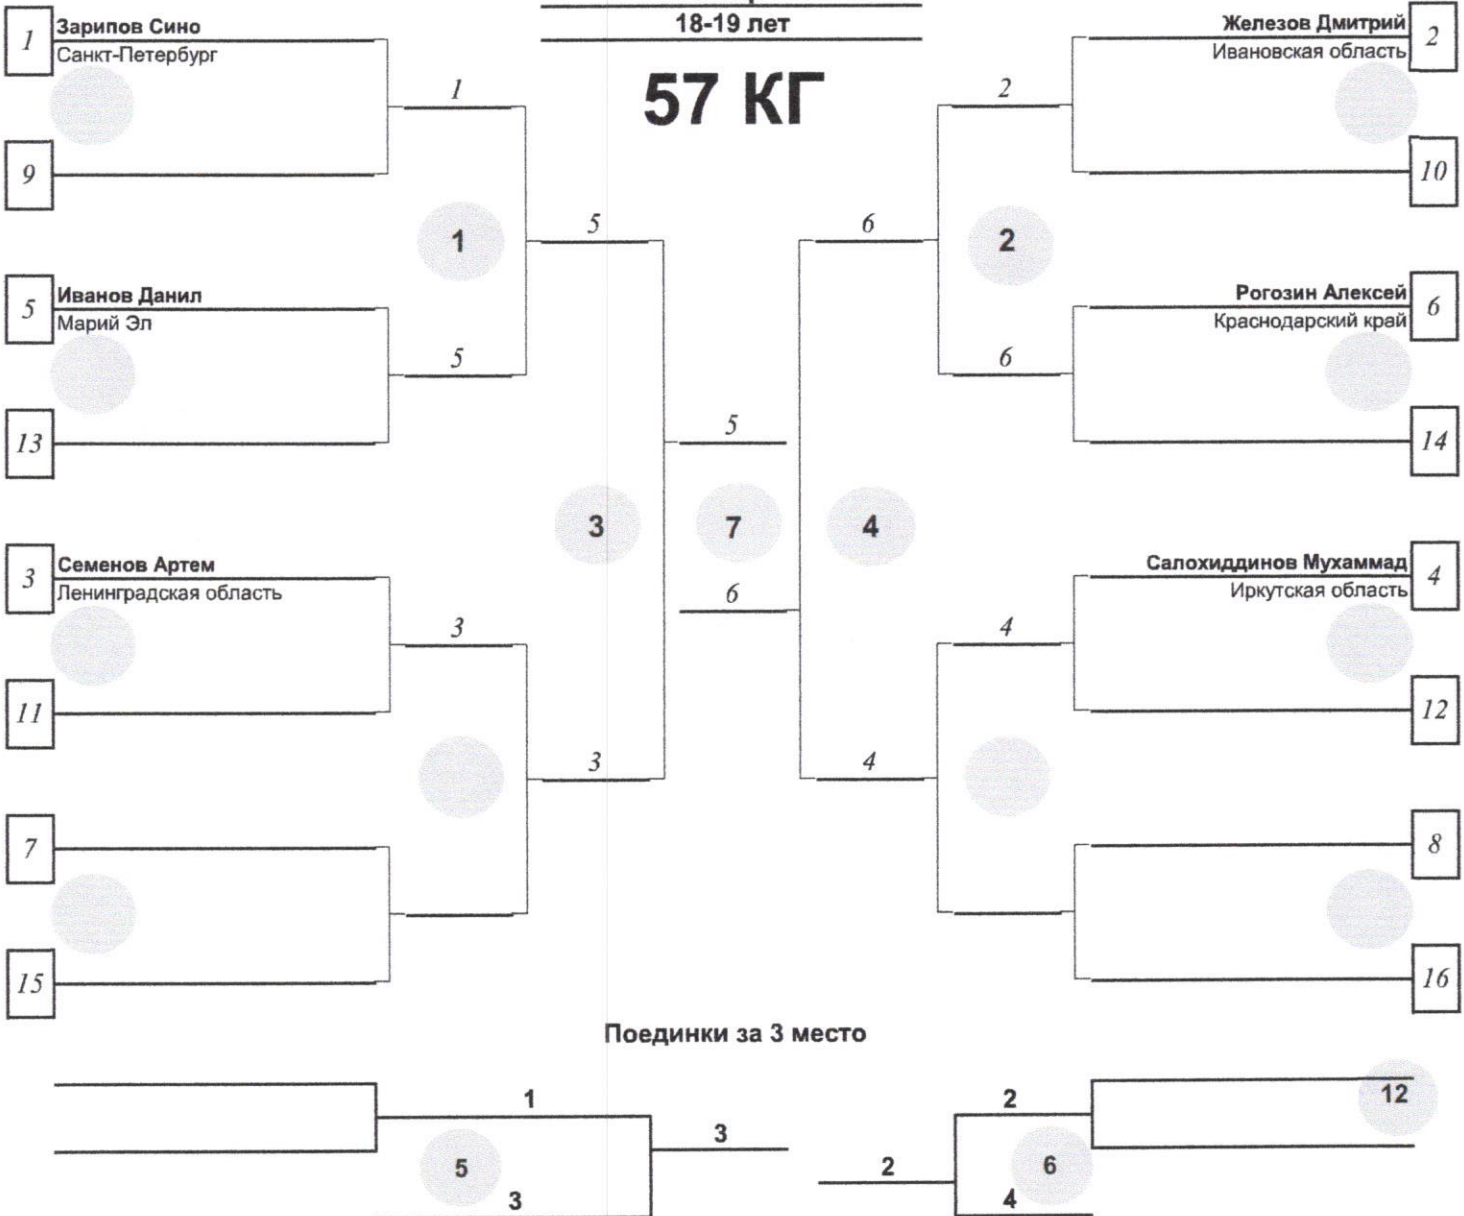 18-19 лет
57 КГ
1
Зарипов Сино
Санкт-Петербург
Железов Дмитрий
Ивановская область
2
1
2
9
10
1
5
6
2
5
Иванов Данил
Марий Эл
Рогозин Алексей
Краснодарский край
6
5
6
13
5
14
3
7
4
3
Семенов Артем
Ленинградская область
6
Салохиддинов Мухаммад
Иркутская область
4
3
4
11
12
3
4
7
8
15
16
Поединки за 3 место
1
2
12
3
5
2
6
3
4